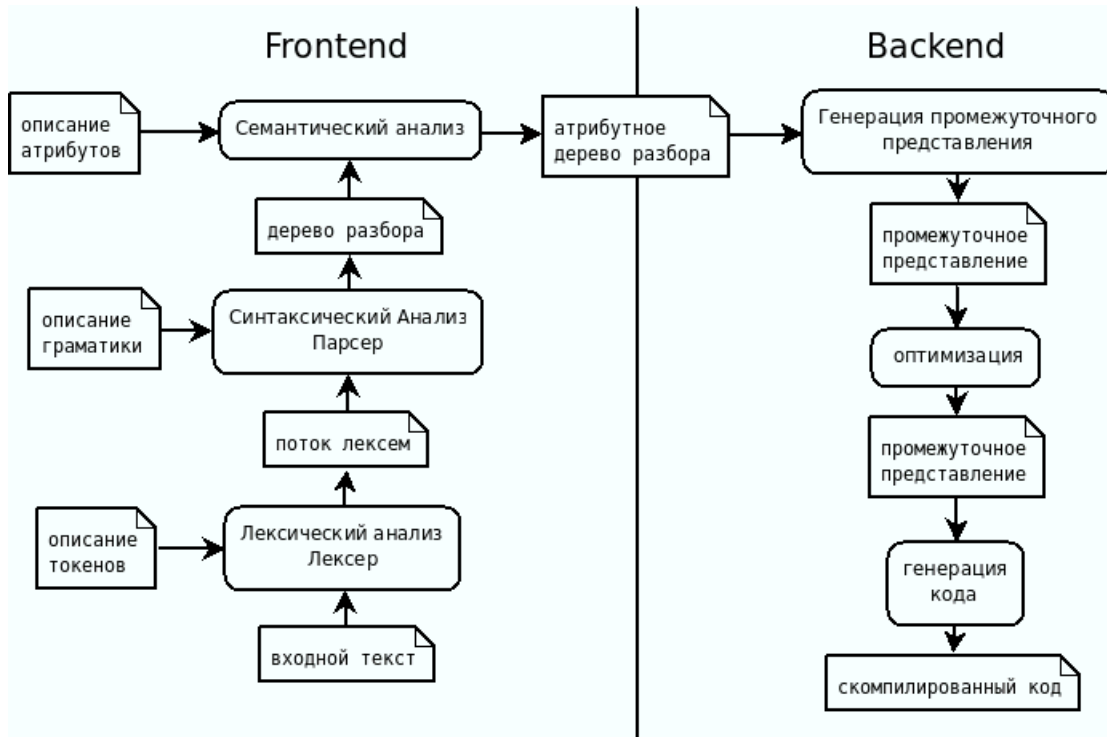 Frontend
Backend
описание
атрибутов
Семантический анализ
атрибутное
дерево разбора
Генерация промежуточного
представления
дерево разбора
промежуточное
представление
описание
граматики
Синтаксический Анализ
Парсер
оптимизация
поток лексем
промежуточное
представление
описание
токенов
Лексический анализ
Лексер
генерация
кода
входной текст
скомпилированный код